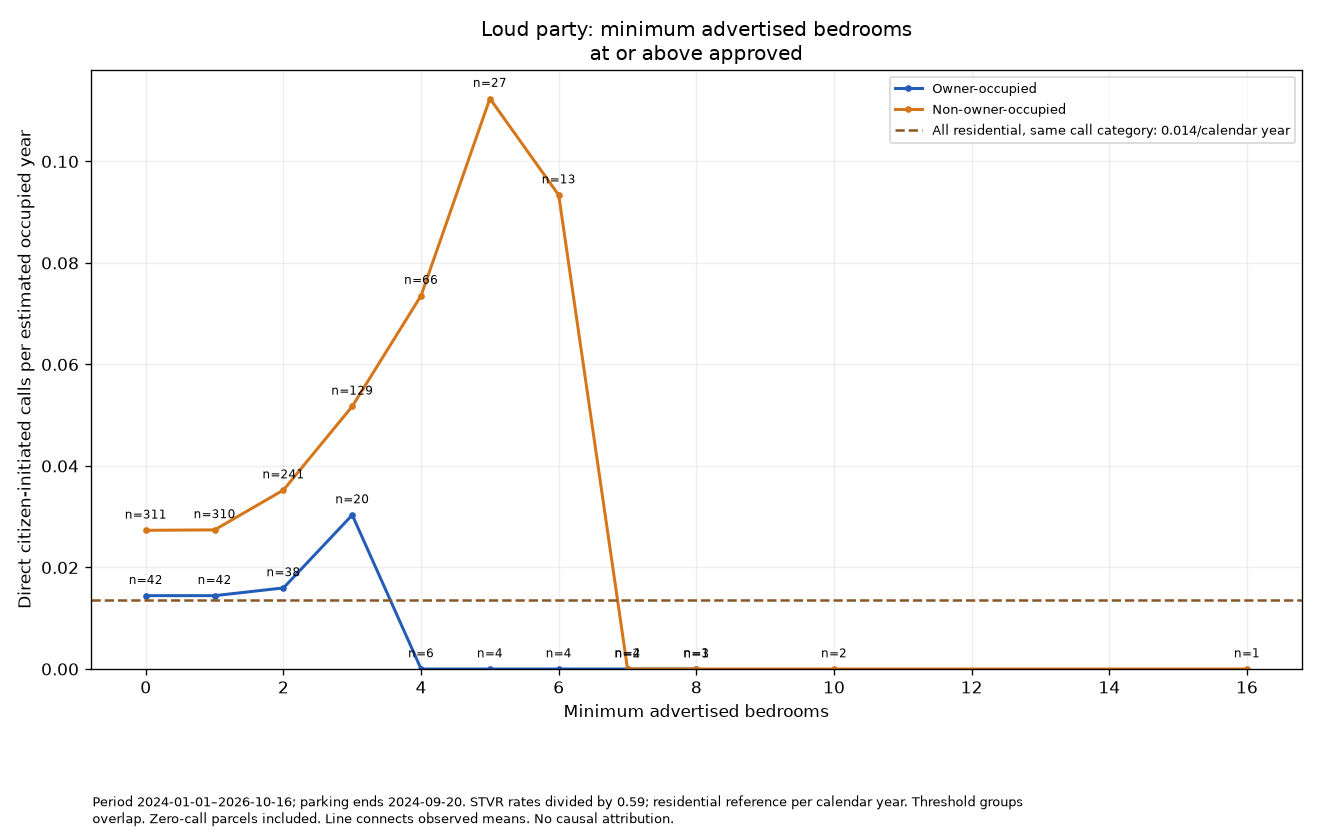 Loud party: minimum advertised bedrooms
at or above approved
Direct citizen-initiated calls per estimated occupied year
0.10
0.08
0.06
0.04
0.02
0.00
Owner-occupied
Non-owner-occupied
All residential, same call category: 0.014/calendar year
n=27
n=13
n=66
n=129
n=241
n=311
n=310
n=20
n=38
n=42
n=42
n=6
n=4
n=4
n=2
n=1
0
2
4
6
8
10
12
14
16
Minimum advertised bedrooms
Period 2024-01-01–2026-10-16; parking ends 2024-09-20. STVR rates divided by 0.59; residential reference per calendar year. Threshold groups
overlap. Zero-call parcels included. Line connects observed means. No causal attribution.